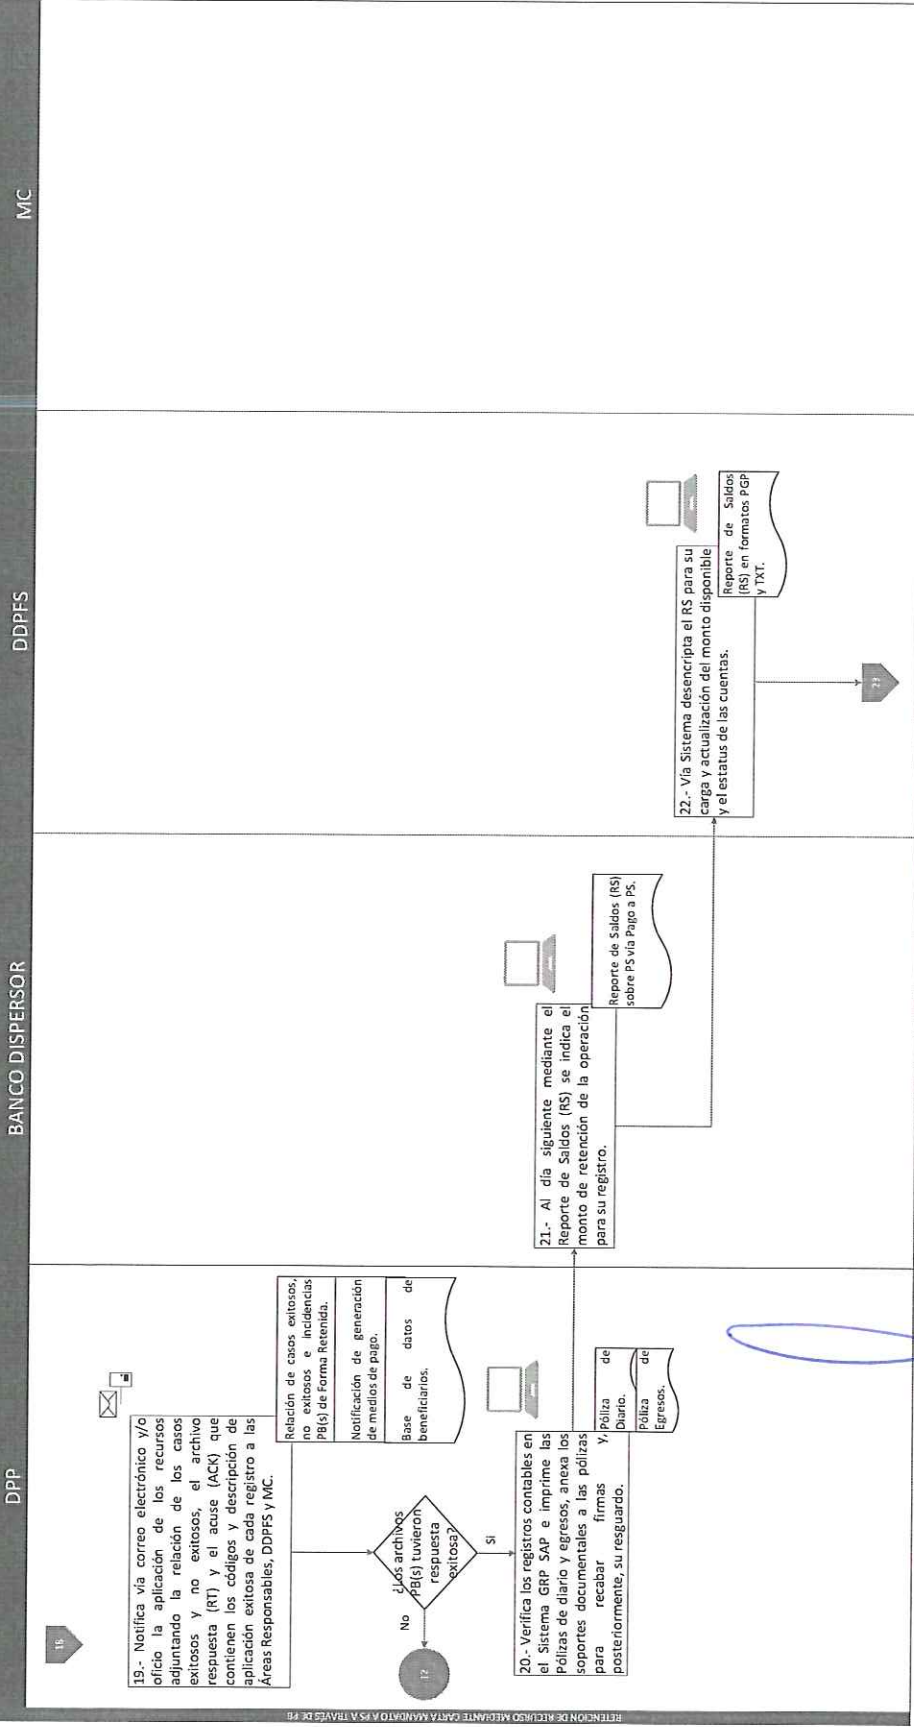 DPP
BANCO DISPERSOR
DDPFS
MC
RETENCION DE RECURSO MEDIANTE CARTA MANDATO A PS A TRAVÉS DE PB
18
19.- Notifica vía correo electrónico y/o
oficio la aplicación de los recursos
adjuntando la relación de los casos
exitosos y no exitosos, el archivo
respuesta (RT) y el acuse (ACK) que
contienen los códigos y descripción de
aplicación exitosa de cada registro a las
Áreas Responsables, DDPFS y MC.
Relación de casos exitosos,
no exitosos e incidencias
PB(s) de Forma Retenida.
Notificación de generación
de medios de pago.
Base de datos de
beneficiarios.
¿Los archivos
PB(s) tuvieron
respuesta
exitosa?
No
12
Si
20.- Verifica los registros contables en
el Sistema GRP SAP e imprime las
Pólizas de diario y egresos, anexa los
soportes documentales a las pólizas
para recabar firmas y,
posteriormente, su resguardo.
Póliza de
Diario.
Póliza de
Egresos.
21.- Al día siguiente mediante el
Reporte de Saldos (RS) se indica el
monto de retención de la operación
para su registro.
Reporte de Saldos (RS)
sobre PS vía Pago a PS.
22.- Vía Sistema desencripta el RS para su
carga y actualización del monto disponible
y el estatus de las cuentas.
Reporte de Saldos
(RS) en formatos PGP
y TXT.
23